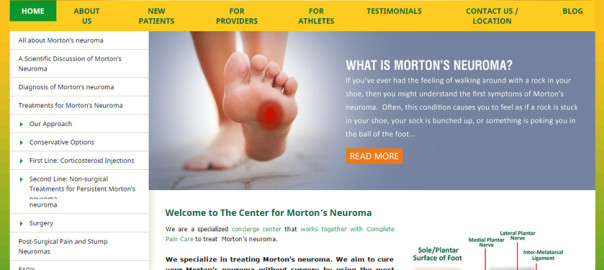 HOME
ABOUT
US
NEW
PATIENTS
FOR
PROVIDERS
FOR
ATHLETES
TESTIMONIALS
CONTACT US /
LOCATION
BLOG
All about Morton's neuroma
A Scientific Discussion of Morton's
Neuroma
Diagnosis of Morton's neuroma
Treatments for Morton's Neuroma
Our Approach
Conservative Options
First Line: Corticosteroid Injections
Second Line: Non-surgical
Treatments for Persistent Morton's
neuroma
neuroma
Surgery
Post-Surgical Pain and Stump
Neuromas
FAQ's
WHAT IS MORTON'S NEUROMA?
If you've ever had the feeling of walking around with a rock in your
shoe, then you might understand the first symptoms of Morton's
neuroma. Often, this condition causes you to feel as if a rock is stuck
in your shoe, your sock is bunched up, or something is poking you in
the ball of the foot...
READ MORE
Welcome to The Center for Morton's Neuroma
We are a specialized concierge center that works together with Complete
Pain Care to treat Morton's neuroma.
We specialize in treating Morton's neuroma. We aim to cure
your Morton's neuroma without surgery by using the most
Sole/Plantar
Surface of Foot
Medial Plantar
Nerve
Lateral Plantar
Nerve
Inter-Metatarsal
Ligament